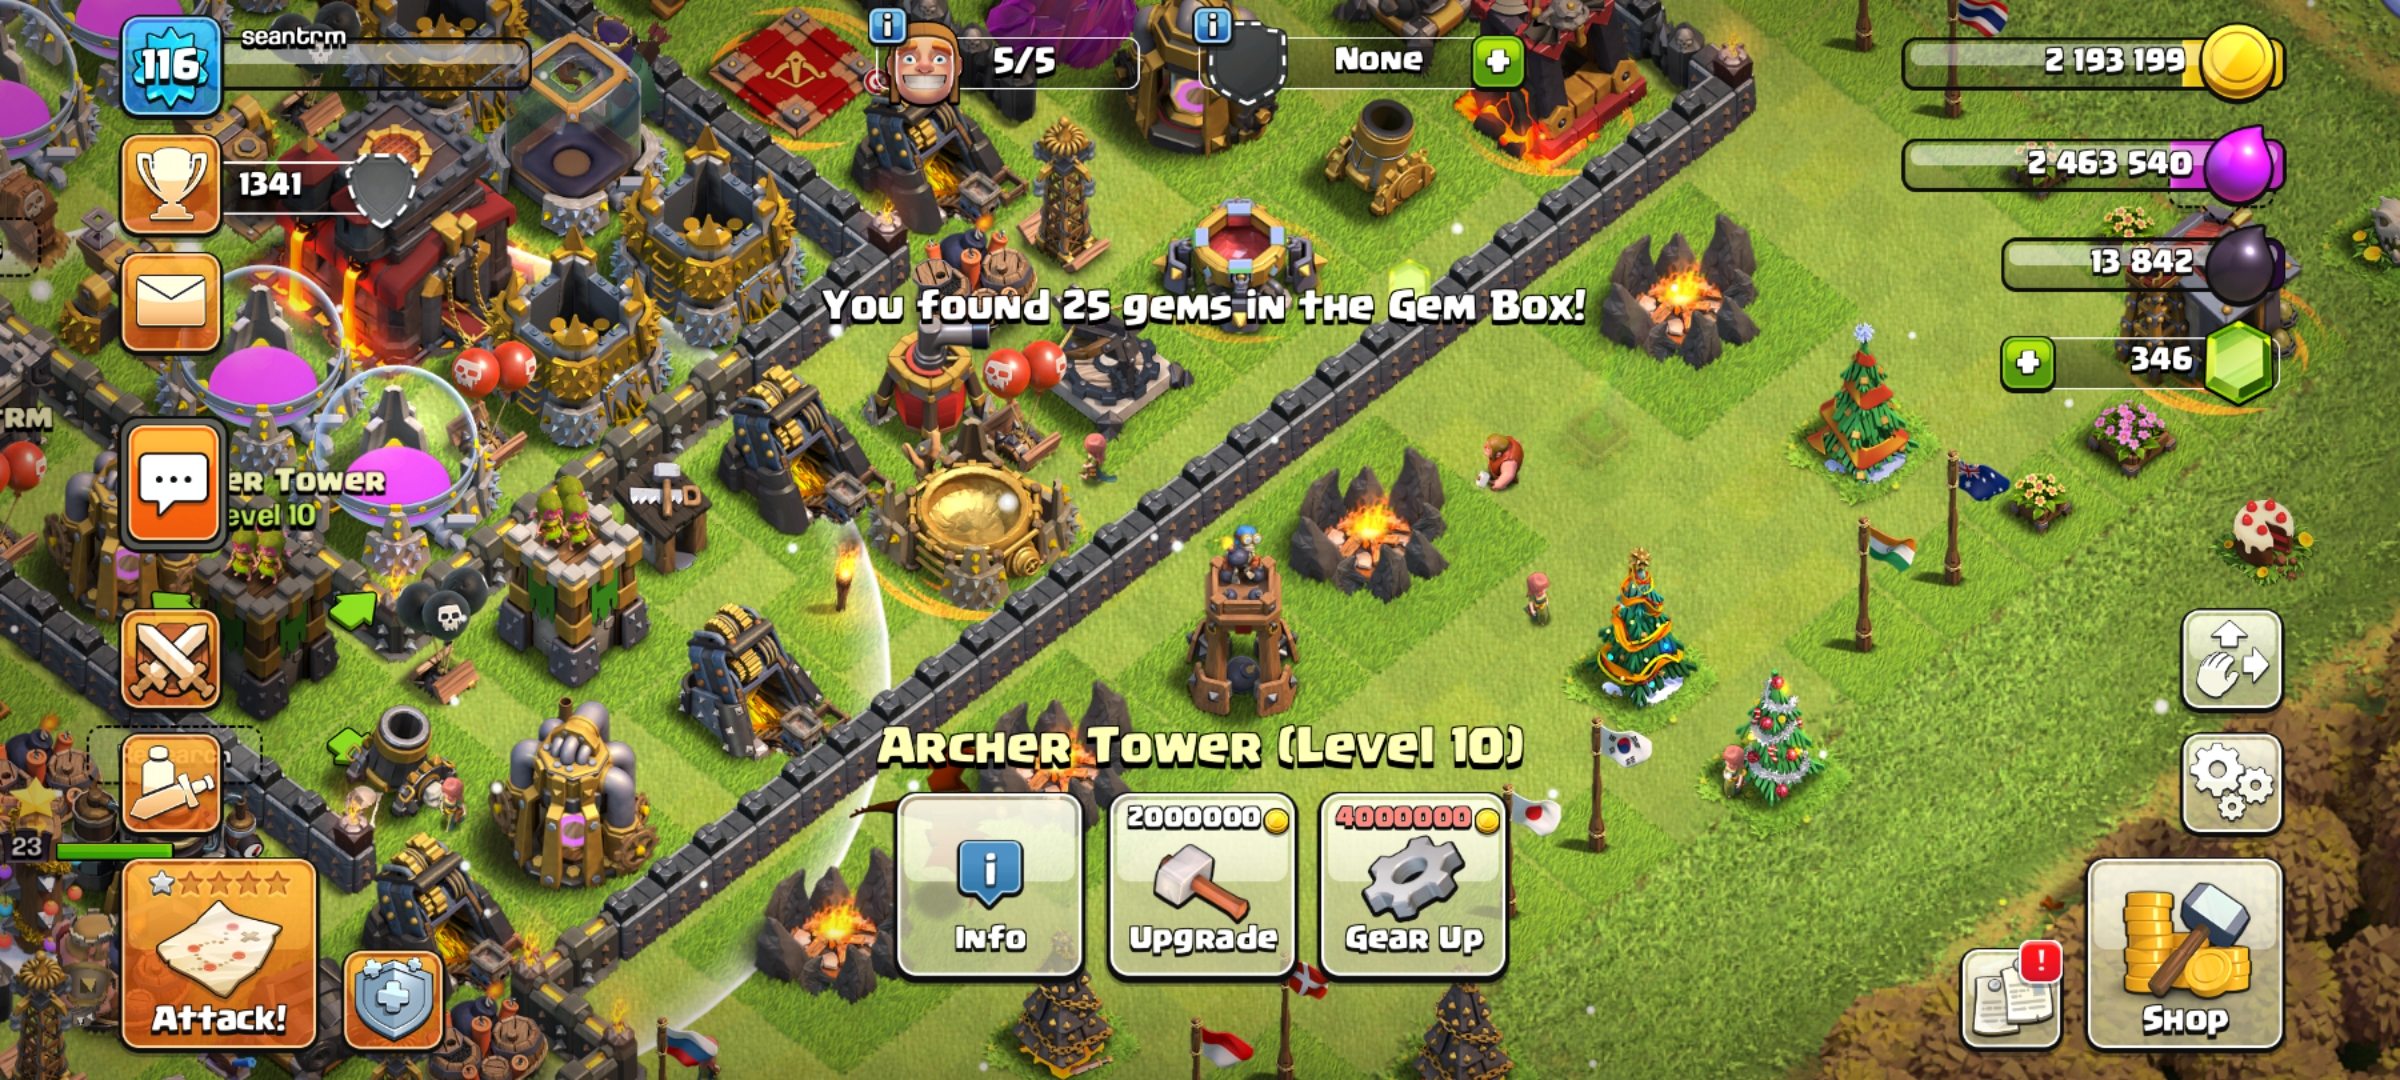 116
seantrm
5/5
None
2 193 199
1341
2 463 540
13 842
You found 25 gems in the Gem Box!
346
RM
er Tower
evel 10
Archer Tower (Level 10)
2000000
4000000
Info
Upgrade
Gear Up
23
Attack!
!
Shop